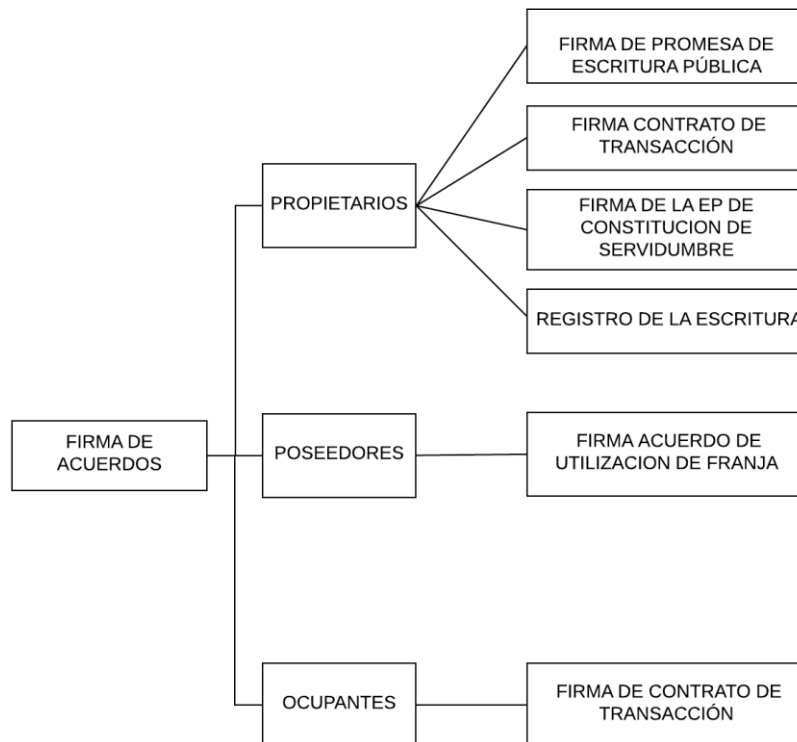 FIRMA DE PROMESA DE
ESCRITURA PÚBLICA
FIRMA CONTRATO DE
TRANSACCIÓN
PROPIETARIOS
FIRMA DE LA EP DE
CONSTITUCION DE
SERVIDUMBRE
REGISTRO DE LA ESCRITURA
FIRMA DE
ACUERDOS
POSEEDORES
FIRMA ACUERDO DE
UTILIZACION DE FRANJA
OCUPANTES
FIRMA DE CONTRATO DE
TRANSACCIÓN